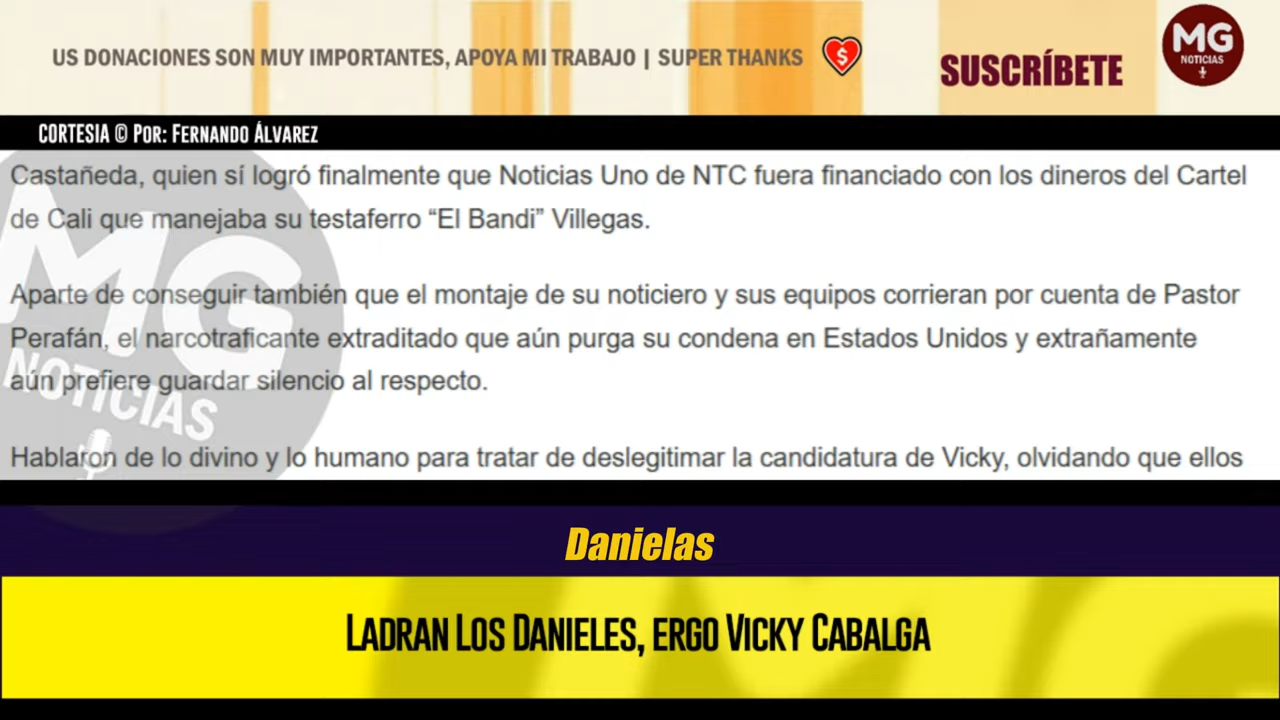 US DONACIONES SON MUY IMPORTANTES, APOYA MI TRABAJO | SUPER THANKS
$
SUSCRÍBETE
MG
NOTICIAS
CORTESIA © POR: FERNANDO ÁLVAREZ
Castañeda, quien sí logró finalmente que Noticias Uno de NTC fuera financiado con los dineros del Cartel
de Cali que manejaba su testaferro “El Bandi” Villegas.
Aparte de conseguir también que el montaje de su noticiero y sus equipos corrieran por cuenta de Pastor
Perafán, el narcotraficante extraditado que aún purga su condena en Estados Unidos y extrañamente
aún prefiere guardar silencio al respecto.
Hablaron de lo divino y lo humano para tratar de deslegitimar la candidatura de Vicky, olvidando que ellos
MG
NOTICIAS
Danielas
LADRAN LOS DANIELES, ERGO VICKY CABALGA